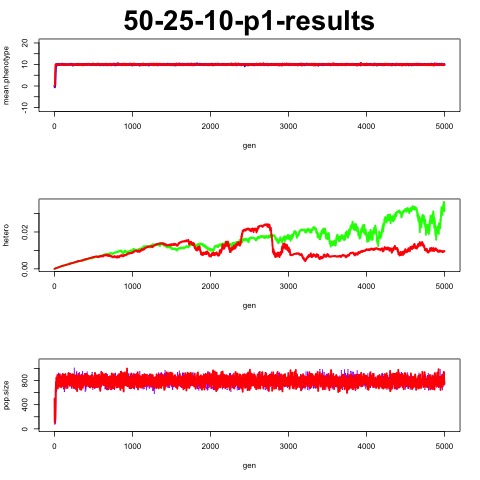 50-25-10-p1-results
mean.phenotype
-10 0 10 20
0 1000 2000 3000 4000 5000
gen
hetero
0.00 0.02
0 1000 2000 3000 4000 5000
gen
pop.size
0 400 800
0 1000 2000 3000 4000 5000
gen